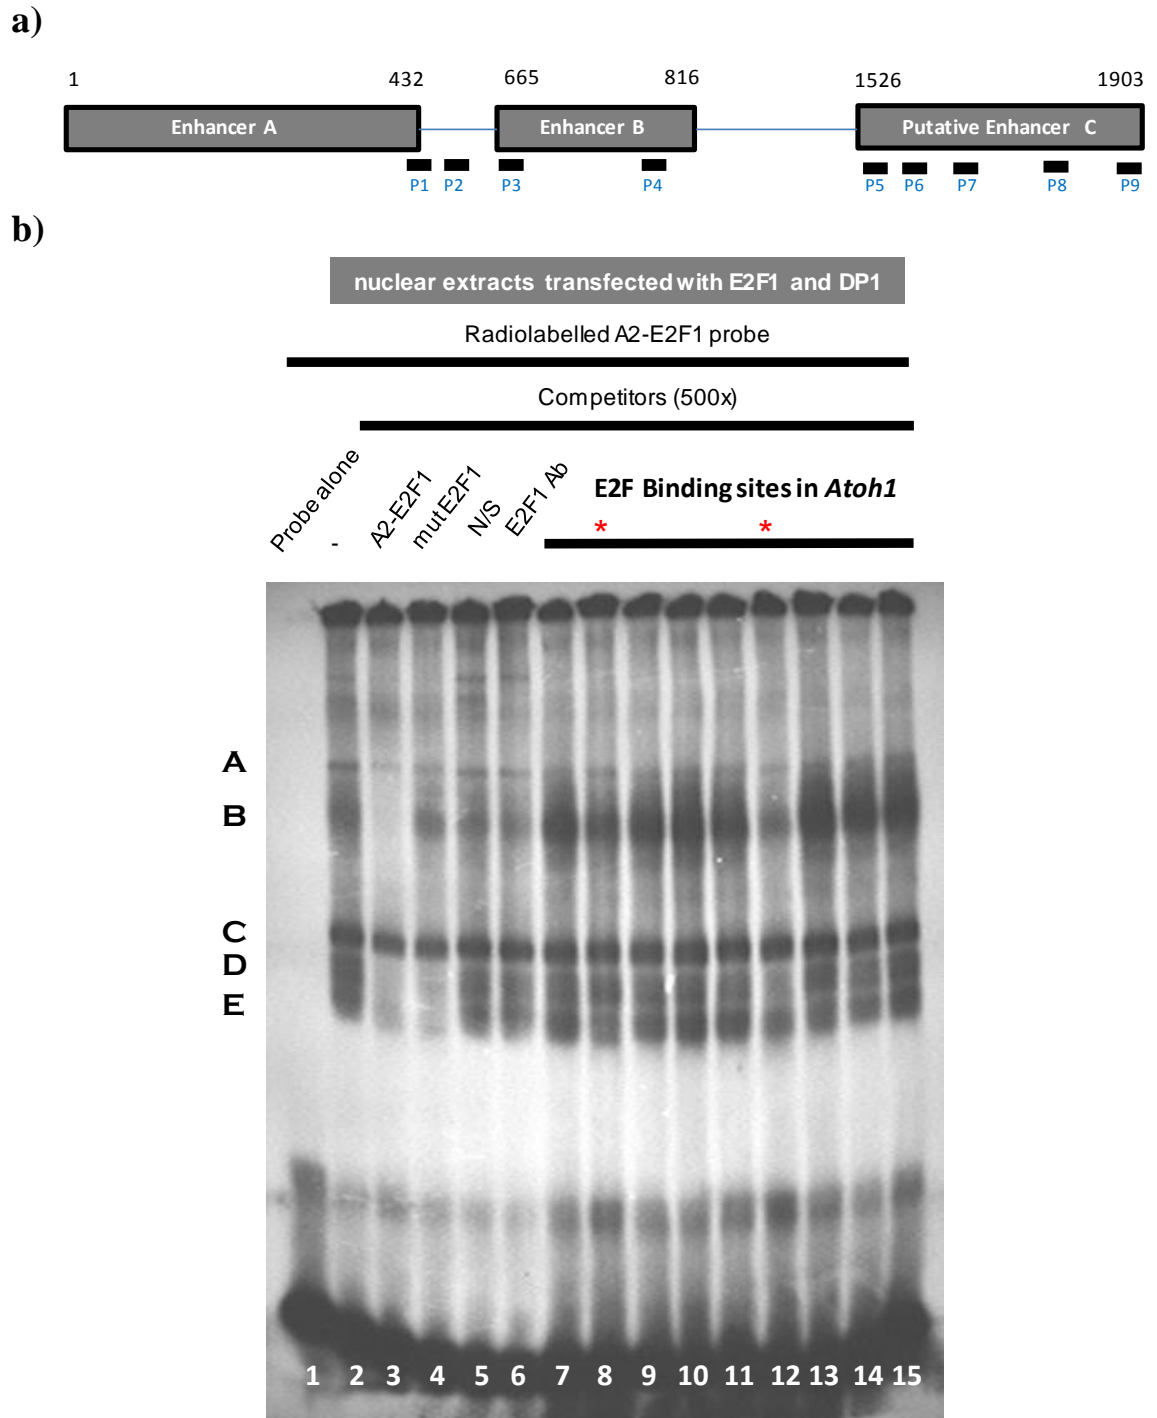 a)
1 432 665 816 1526 1903
Enhancer A Enhancer B Putative Enhancer C
P1 P2 P3 P4 P5 P6 P7 P8 P9
b)
nuclear extracts transfected with E2F1 and DP1
Radiolabelled A2-E2F1 probe
Competitors (500x)
Probe alone
-
A2-E2F1
mutE2F1
N/S
E2F1 Ab
E2F Binding sites in Atoh1
* *
A
B
C
D
E
1 2 3 4 5 6 7 8 9 10 11 12 13 14 15